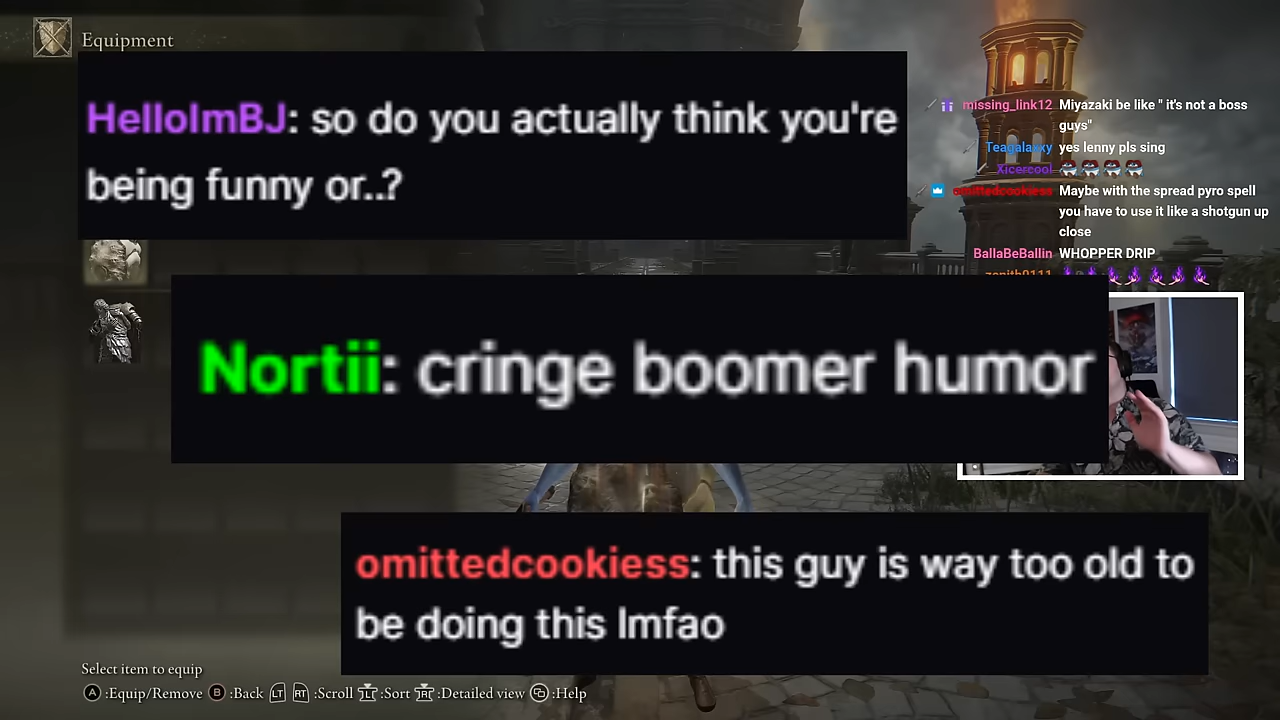 Equipment
HelloImBJ: so do you actually think you're
being funny or..?
missing_link12 Miyazaki be like " it's not a boss
guys"
Teagalaxxy yes lenny pls sing
Xicercool
omittedcookiess Maybe with the spread pyro spell
you have to use it like a shotgun up
close
BallaBeBallin WHOPPER DRIP
Nortii: cringe boomer humor
omittedcookiess: this guy is way too old to
be doing this lmfao
Select item to equip
A :Equip/Remove B :Back LT RT :Scroll L :Sort R :Detailed view :Help